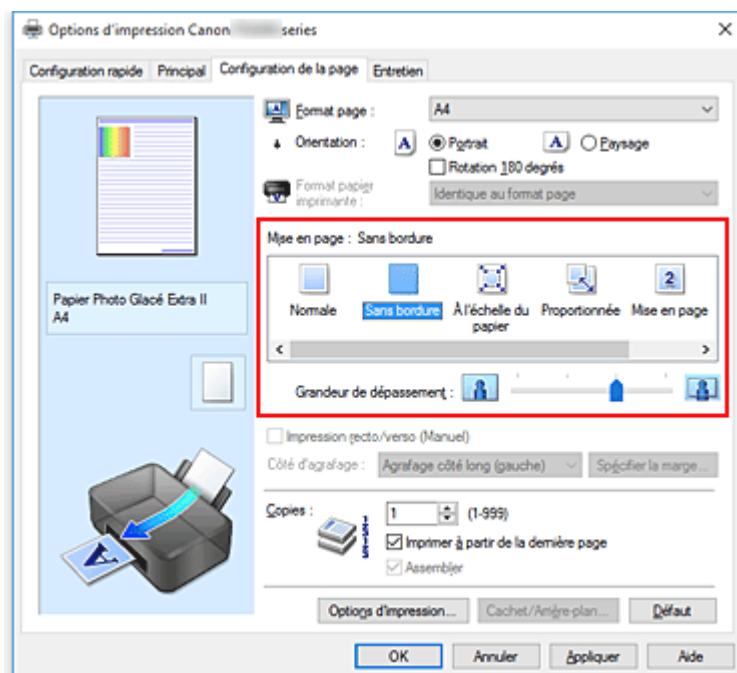 Options d'impression Canon series
Configuration rapide Principal Configuration de la page Entretien
Format page : A4
Orientation : A Portrait A Paysage
Rotation 180 degrés
Format papier imprimante : Identique au format page
Mise en page : Sans bordure
Normale Sans bordure À l'échelle du papier Proportionnée Mise en page
2
Papier Photo Glacé Extra II
A4
Grandeur de dépassement :
Impression recto/verso (Manuel)
Côté d'agrafage : Agrafage côté long (gauche) Spécifier la marge...
Copies : 1 (1-999)
Imprimer à partir de la dernière page
Assembler
Options d'impression... Cachet/Arrière-plan... Défaut
OK Annuler Appliquer Aide